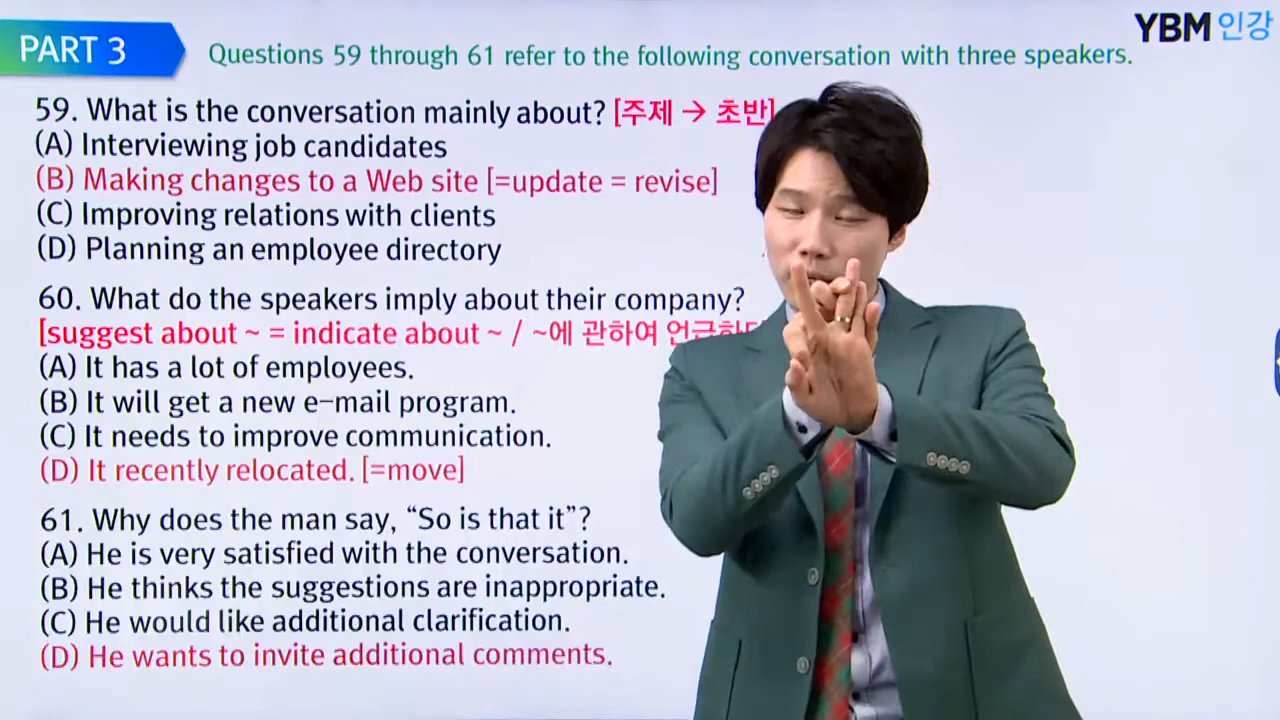 PART 3
YBM 인강
Questions 59 through 61 refer to the following conversation with three speakers.
59. What is the conversation mainly about? [주제 → 초반]
(A) Interviewing job candidates
(B) Making changes to a Web site [=update = revise]
(C) Improving relations with clients
(D) Planning an employee directory
60. What do the speakers imply about their company?
[suggest about ~ = indicate about ~ / ~에 관하여
(A) It has a lot of employees.
(B) It will get a new e-mail program.
(C) It needs to improve communication.
(D) It recently relocated. [=move]
61. Why does the man say, “So is that it”?
(A) He is very satisfied with the conversation.
(B) He thinks the suggestions are inappropriate.
(C) He would like additional clarification.
(D) He wants to invite additional comments.